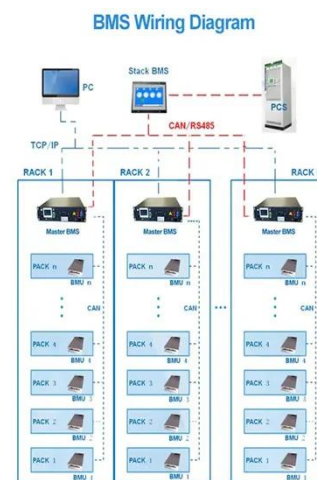 BMS Wiring Diagram
Stack BMS
PC
PCS
CAN/RS485
TCP/IP
RACK 1
RACK 2
RACK
Master BMS
Master BMS
Master BMS
PACK n
PACK n
PACK n
BMU n
BMU n
BMU n
CAN
CAN
PACK 4
PACK 4
PACK 4
BMU 4
BMU 4
BMU 4
PACK 3
PACK 3
PACK 3
BMU 3
BMU 3
BMU 3
PACK 2
PACK 2
PACK 2
BMU 2
BMU 2
BMU 2
PACK 1
PACK 1
PACK 1
BMU 1
BMU 1
BMU 1